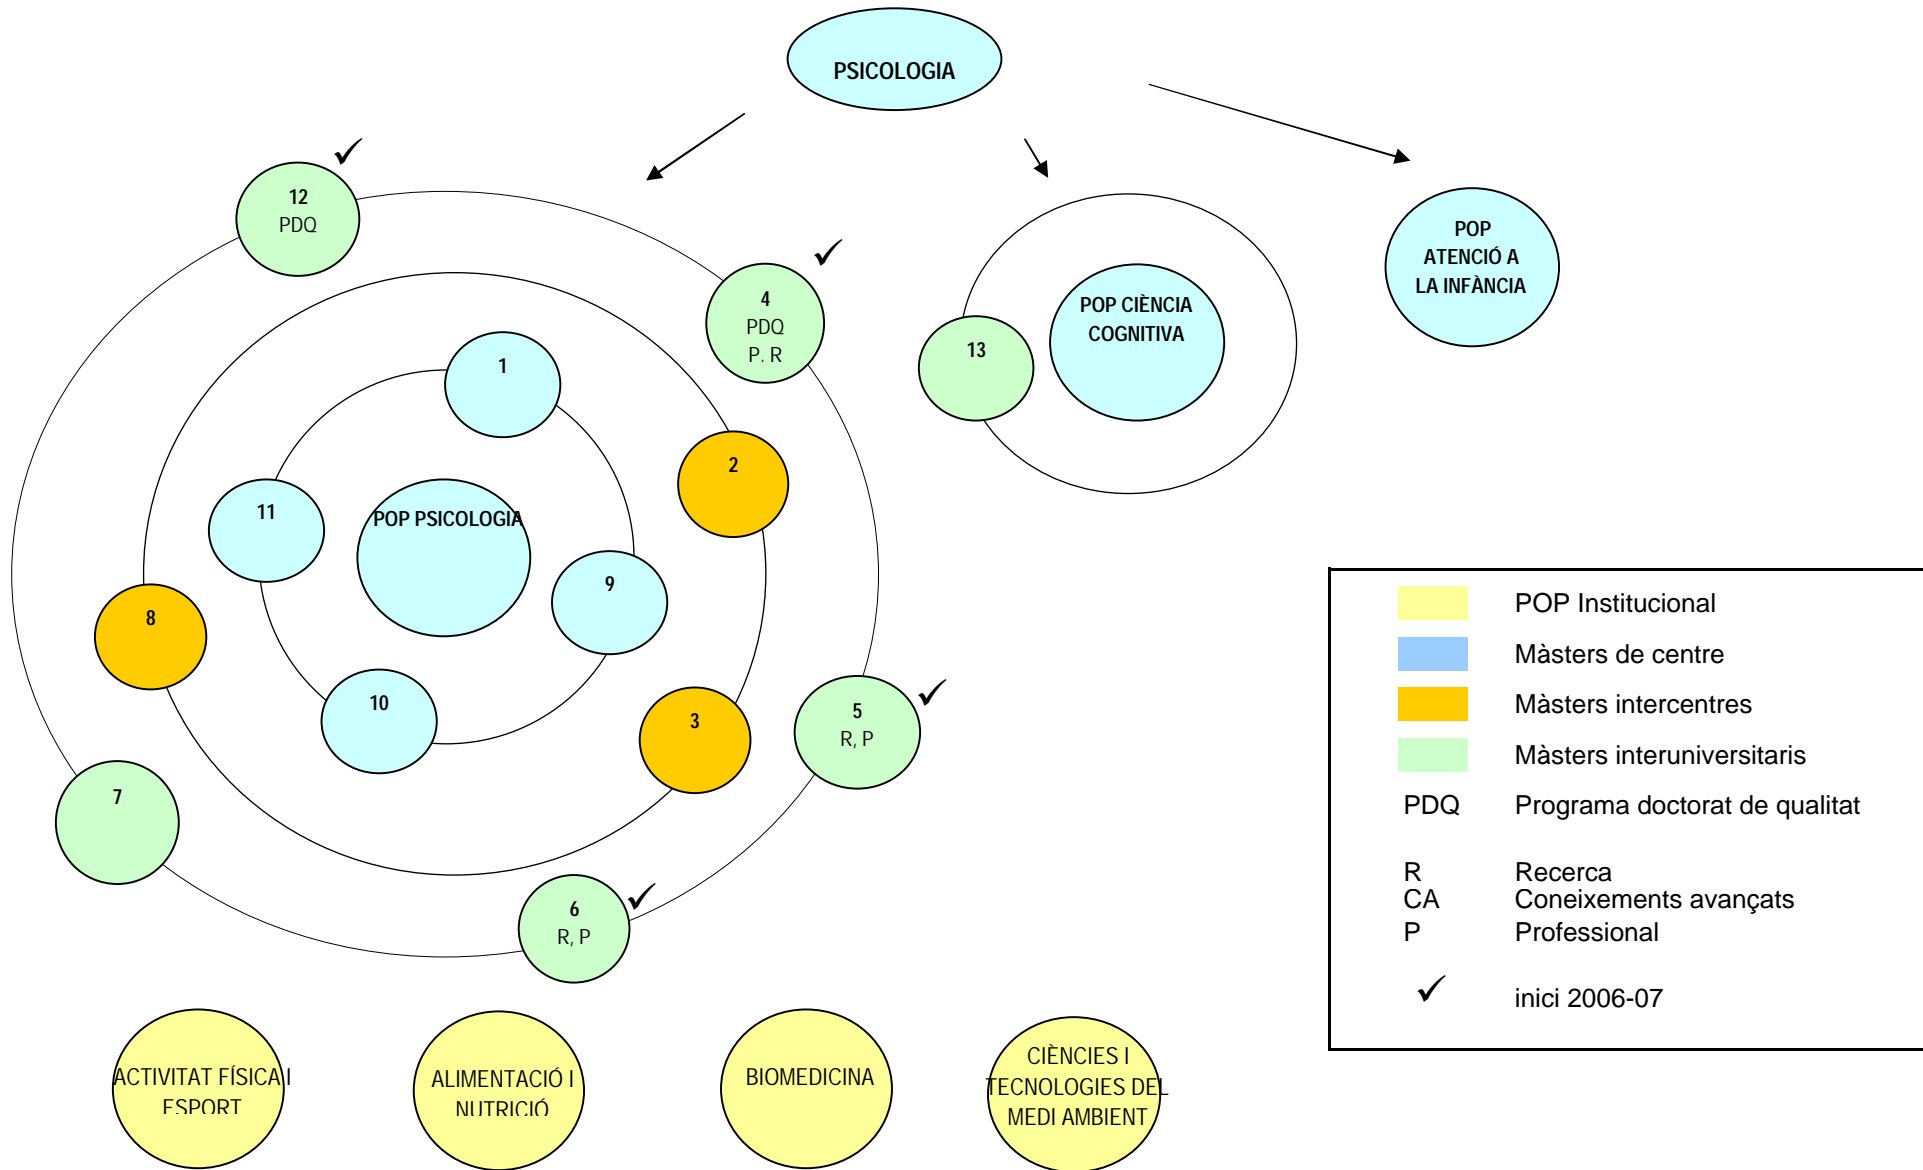 PSICOLOGIA
12
PDQ
4
PDQ
P. R
POP
ATENCIÓ A
LA INFÀNCIA
POP CIÈNCIA
COGNITIVA
13
1
2
11
POP PSICOLOGIA
9
8
10
3
5
R, P
7
6
R, P
POP Institucional
Màsters de centre
Màsters intercentres
Màsters interuniversitaris
PDQ Programa doctorat de qualitat
R Recerca
CA Coneixements avançats
P Professional
✓ inici 2006-07
ACTIVITAT FÍSICA I
ESPORT
ALIMENTACIÓ I
NUTRICIÓ
BIOMEDICINA
CIÈNCIES I
TECNOLOGIES DEL
MEDI AMBIENT